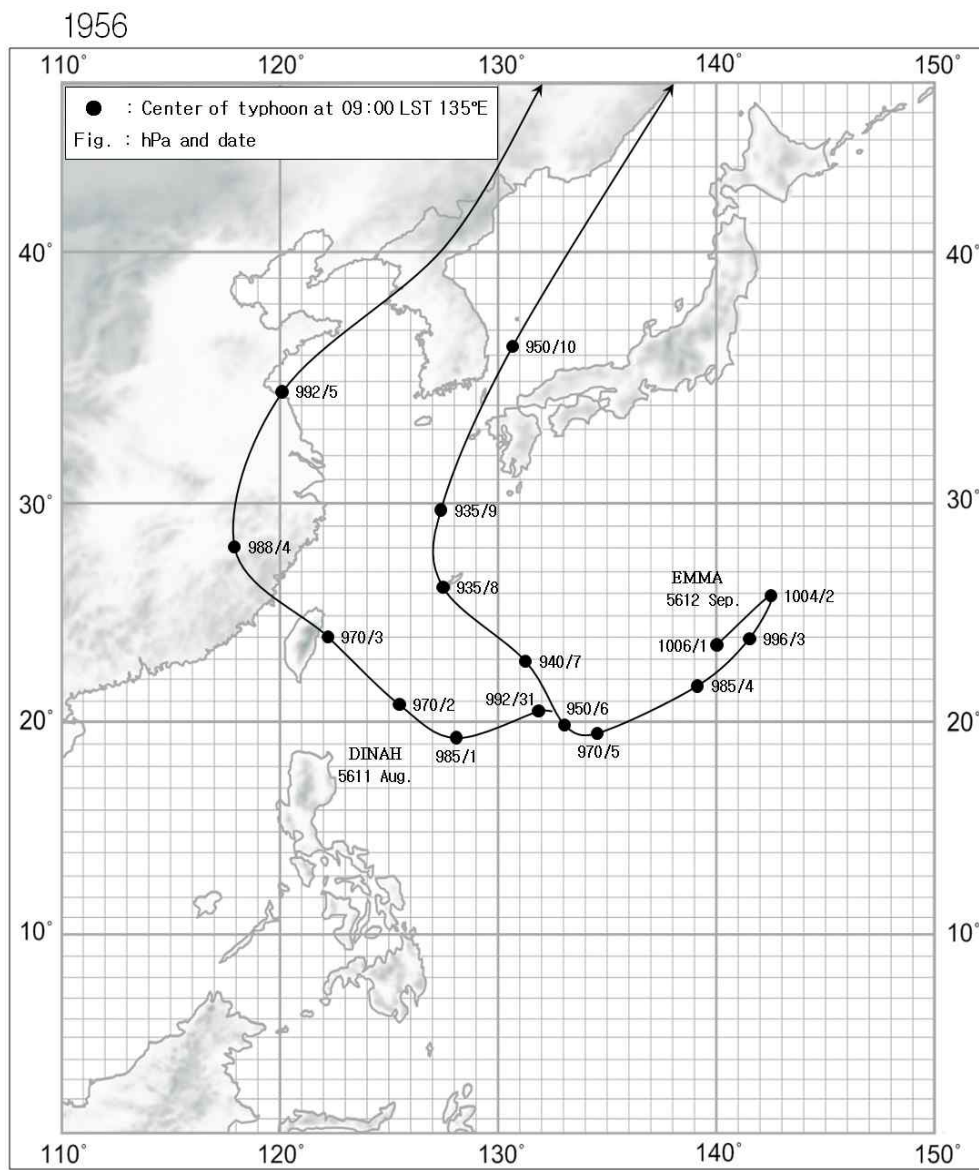 1956
110° 120° 130° 140° 150°
● : Center of typhoon at 09:00 LST 135°E
Fig. : hPa and date
40° 40°
950/10
992/5
30° 30°
935/9
988/4
935/8
EMMA
5612 Sep.
1004/2
970/3
1006/1
996/3
940/7
985/4
992/31
950/6
970/2
20° 20°
985/1
970/5
DINAH
5611 Aug.
10° 10°
110° 120° 130° 140° 150°